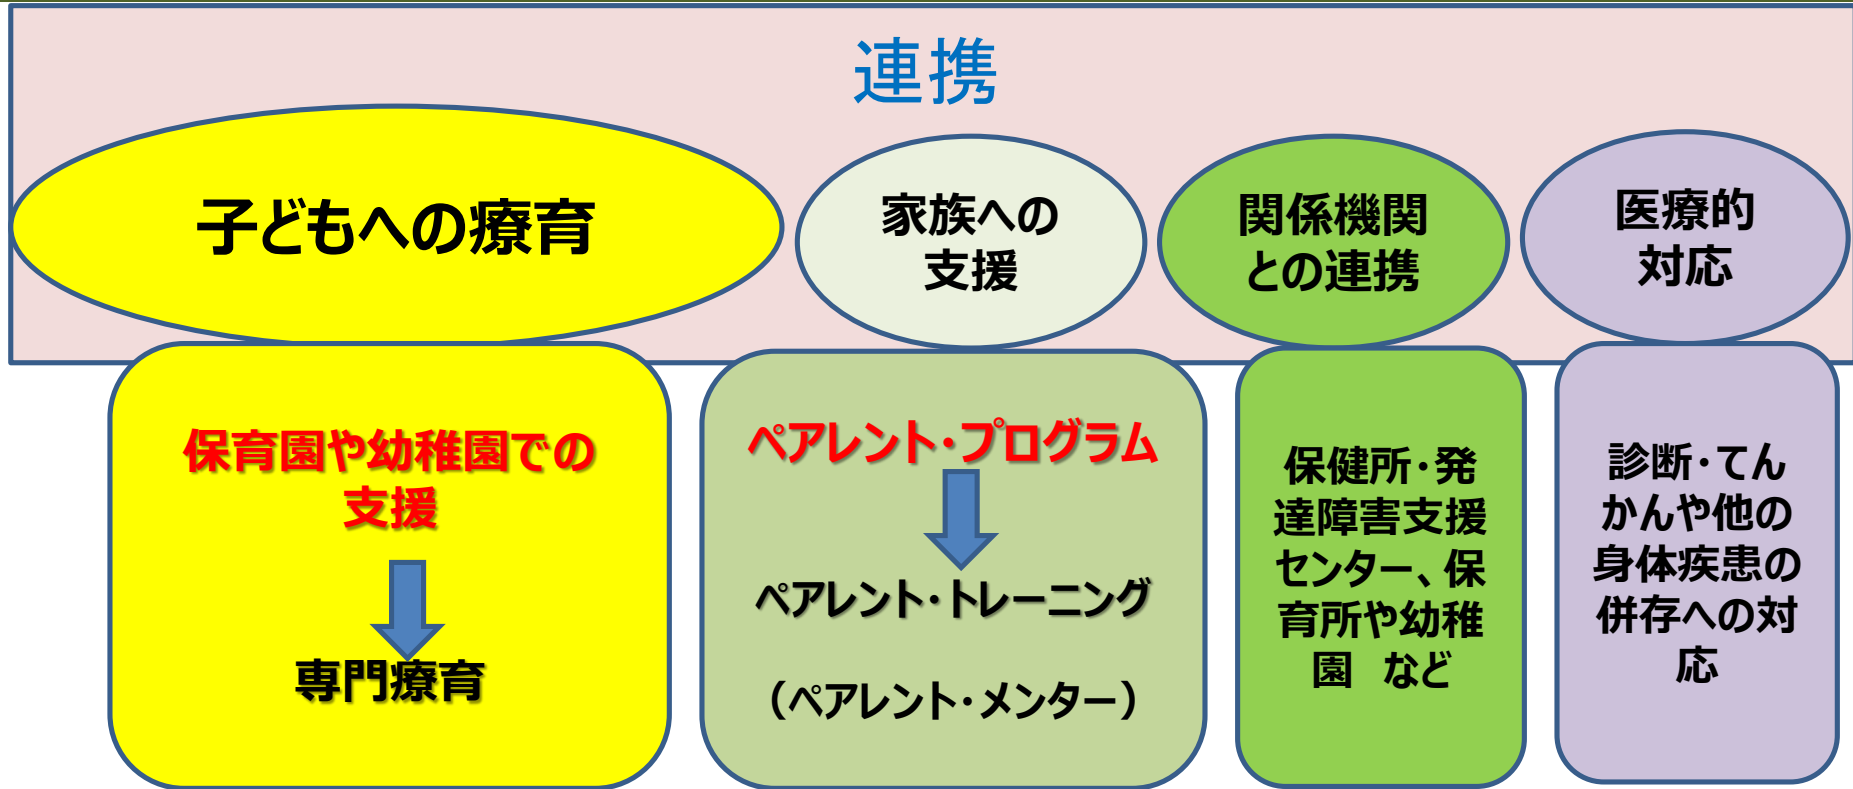 連携
子どもへの療育
家族への
支援
関係機関
との連携
医療的
対応
保育園や幼稚園での
支援
専門療育
ペアレント・プログラム
ペアレント・トレーニング
（ペアレント・メンター）
保健所・発
達障害支援
センター、保
育所や幼稚
園　など
診断・てん
かんや他の
身体疾患の
併存への対
応